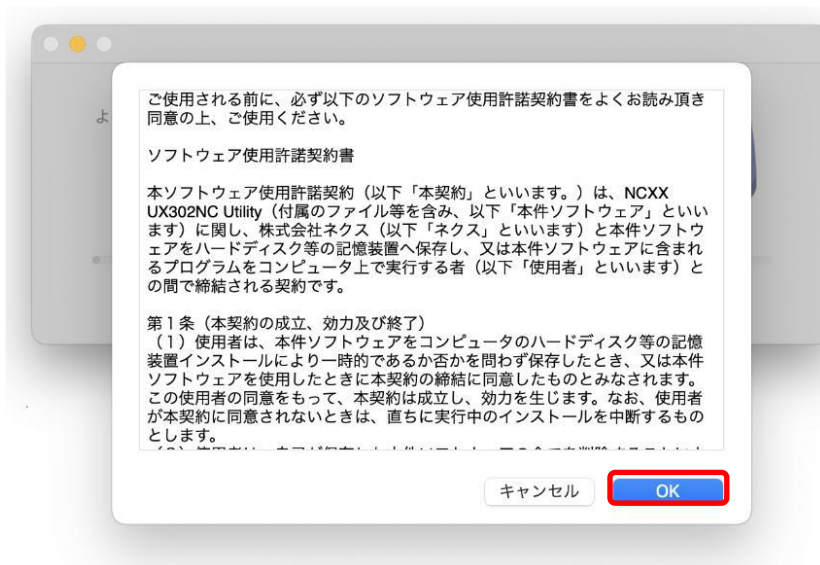 よ
ご使用される前に、必ず以下のソフトウェア使用許諾契約書をよくお読み頂き
同意の上、ご使用ください。
ソフトウェア使用許諾契約書
本ソフトウェア使用許諾契約（以下「本契約」といいます。）は、NCXX
UX302NC Utility（付属のファイル等を含み、以下「本件ソフトウェア」といい
ます）に関し、株式会社ネクス（以下「ネクス」といいます）と本件ソフトウ
ェアをハードディスク等の記憶装置へ保存し、又は本件ソフトウェアに含まれ
るプログラムをコンピュータ上で実行する者（以下「使用者」といいます）と
の間で締結される契約です。
第１条（本契約の成立、効力及び終了）
（１）使用者は、本件ソフトウェアをコンピュータのハードディスク等の記憶
装置インストールにより一時的であるか否かを問わず保存したとき、又は本件
ソフトウェアを使用したときに本契約の締結に同意したものとみなされます。
この使用者の同意をもって、本契約は成立し、効力を生じます。なお、使用者
が本契約に同意されないときは、直ちに実行中のインストールを中断するもの
とします。
キャンセル
OK